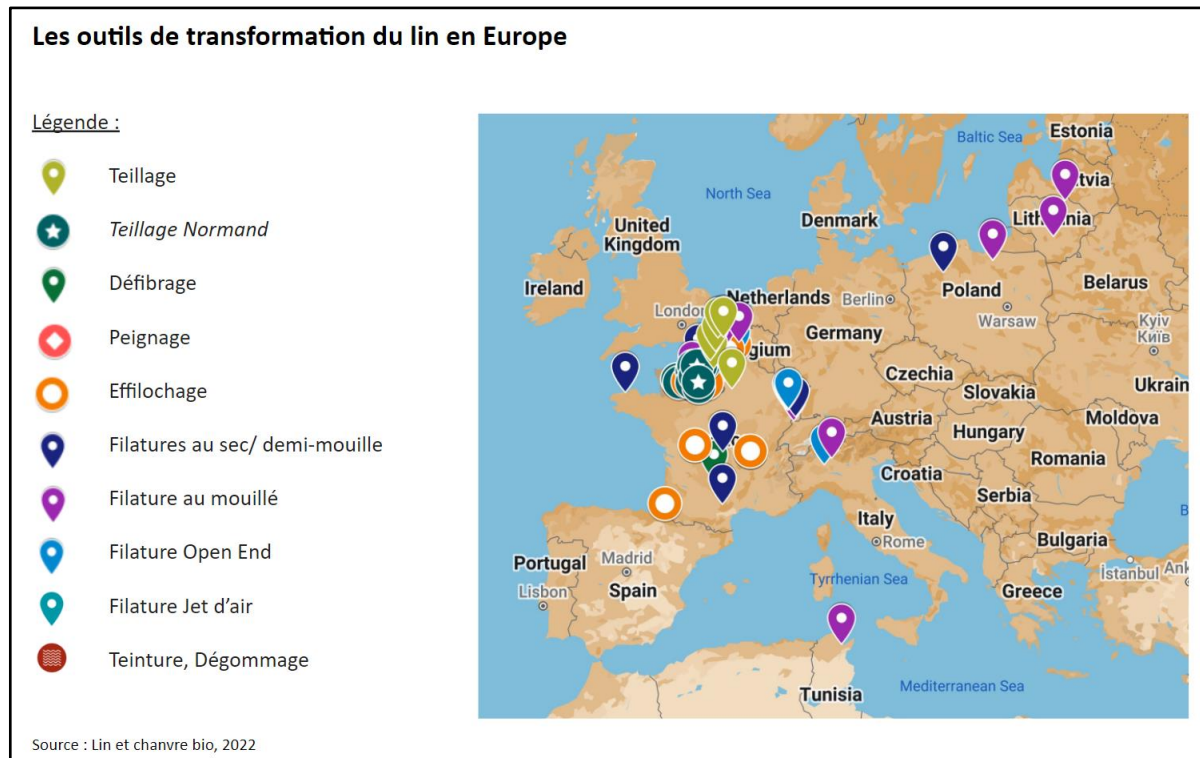 Les outils de transformation du lin en Europe
Légende :
Teillage
Teillage Normand
Défibrage
Peignage
Effilochage
Filatures au sec/ demi-mouille
Filature au mouillé
Filature Open End
Filature Jet d'air
Teinture, Dégommage
Source : Lin et chanvre bio, 2022
Baltic Sea
Estonia
North Sea
tvia
Denmark
United
Kingdom
Ireland
Netherlands
Berlin
Poland
Belarus
Warsaw
Germany
gium
Kyiv
Київ
Czechia
Slovakia
Ukrain
Austria
Hungary
Moldova
Romania
Croatia
Serbia
Italy
Rome
Bulgaria
Portugal
Madrid
Lisbon
Spain
Tyrrhenian Sea
Greece
İstanbul
Ank
Tunisia
Mediterranean Sea